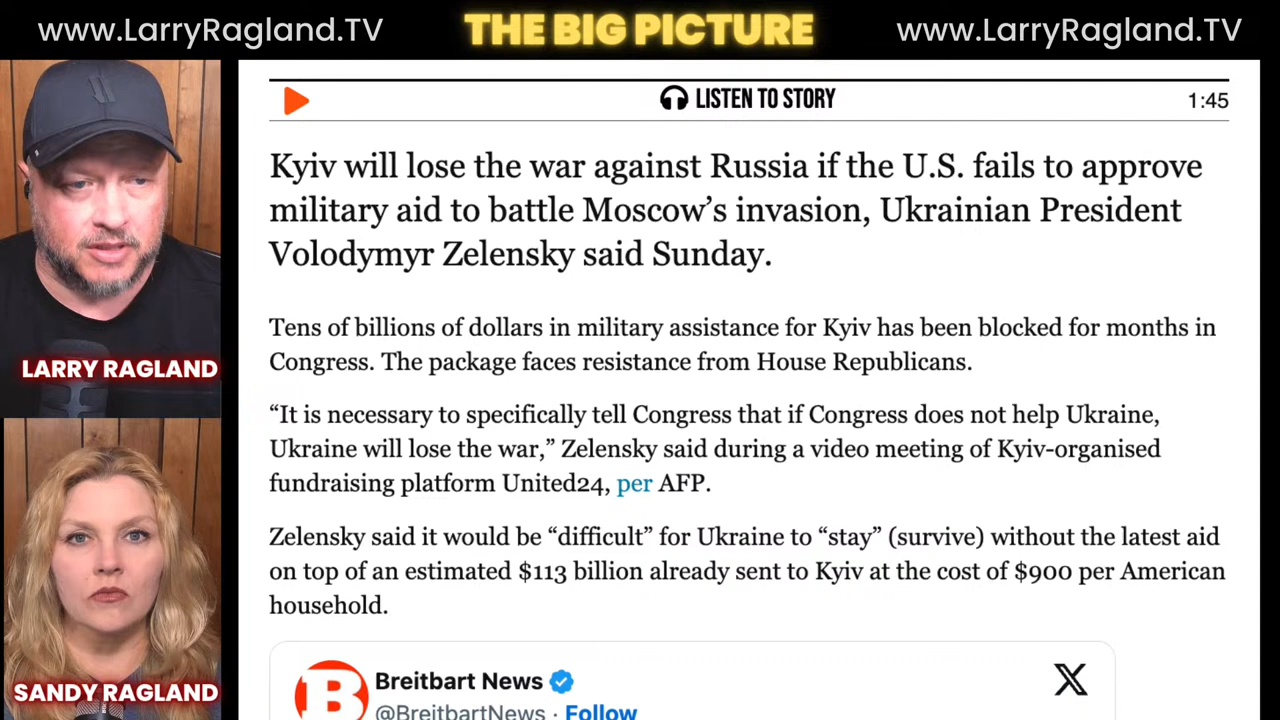 www.LarryRagland.TV
THE BIG PICTURE
www.LarryRagland.TV
LARRY RAGLAND
SANDY RAGLAND
LISTEN TO STORY
1:45
Kyiv will lose the war against Russia if the U.S. fails to approve
military aid to battle Moscow’s invasion, Ukrainian President
Volodymyr Zelensky said Sunday.
Tens of billions of dollars in military assistance for Kyiv has been blocked for months in
Congress. The package faces resistance from House Republicans.
“It is necessary to specifically tell Congress that if Congress does not help Ukraine,
Ukraine will lose the war,” Zelensky said during a video meeting of Kyiv-organised
fundraising platform United24, per AFP.
Zelensky said it would be “difficult” for Ukraine to “stay” (survive) without the latest aid
on top of an estimated $113 billion already sent to Kyiv at the cost of $900 per American
household.
B
Breitbart News
X
@BreitbartNews · Follow